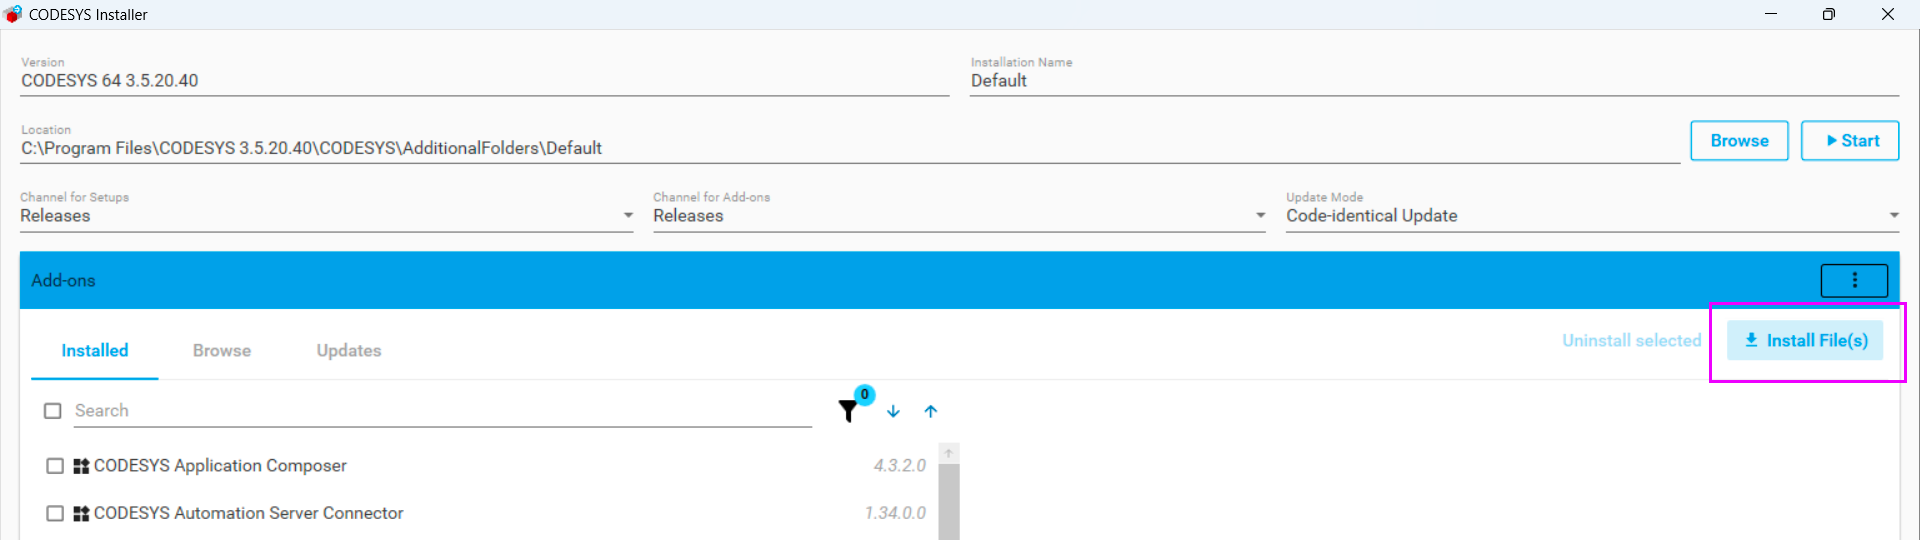 CODESYS Installer
Version
CODESYS 64 3.5.20.40
Installation Name
Default
Location
C:\Program Files\CODESYS 3.5.20.40\CODESYS\AdditionalFolders\Default
Browse
Start
Channel for Setups
Releases
Channel for Add-ons
Releases
Update Mode
Code-identical Update
Add-ons
Installed
Browse
Updates
Uninstall selected
Install File(s)
Search
0
CODESYS Application Composer
4.3.2.0
CODESYS Automation Server Connector
1.34.0.0